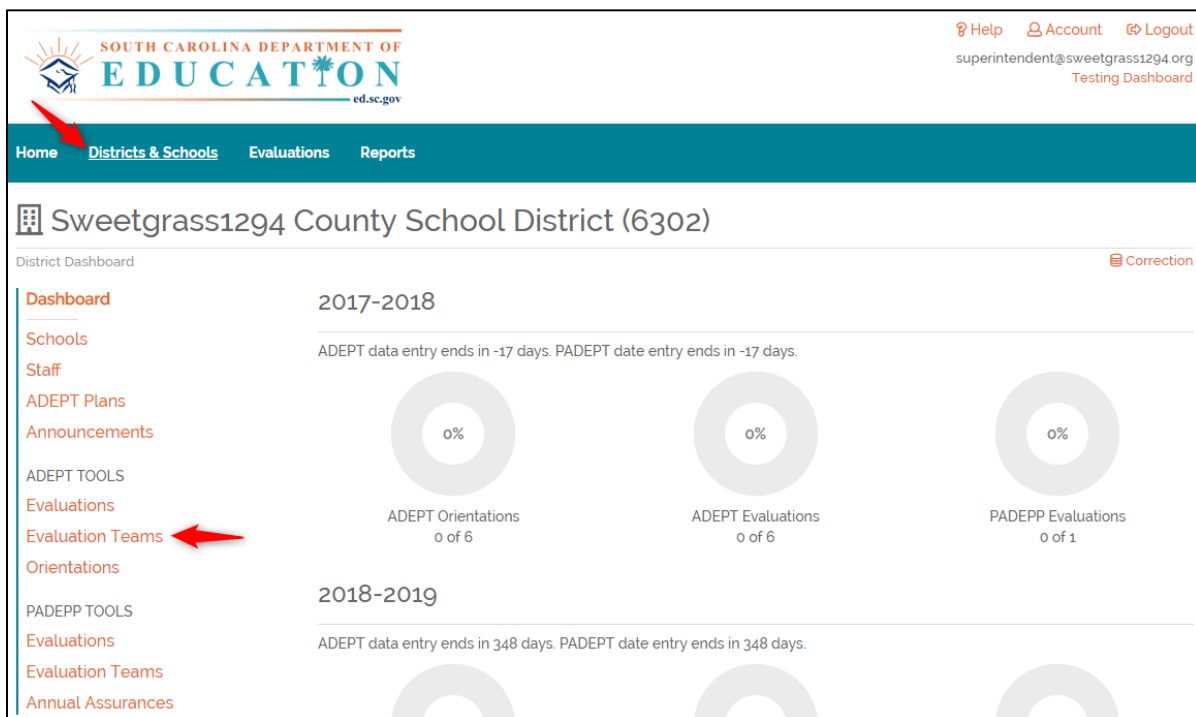 SOUTH CAROLINA DEPARTMENT OF
EDUCATION
ed.sc.gov
Help Account Logout
superintendent@sweetgrass1294.org
Testing Dashboard
Home Districts & Schools Evaluations Reports
Sweetgrass1294 County School District (6302)
District Dashboard
Correction
Dashboard
Schools
Staff
ADEPT Plans
Announcements
ADEPT TOOLS
Evaluations
Evaluation Teams
Orientations
PADEPP TOOLS
Evaluations
Evaluation Teams
Annual Assurances
2017-2018
ADEPT data entry ends in -17 days. PADEPT date entry ends in -17 days.
0% 0% 0%
ADEPT Orientations ADEPT Evaluations PADEPP Evaluations
0 of 6 0 of 6 0 of 1
2018-2019
ADEPT data entry ends in 348 days. PADEPT date entry ends in 348 days.